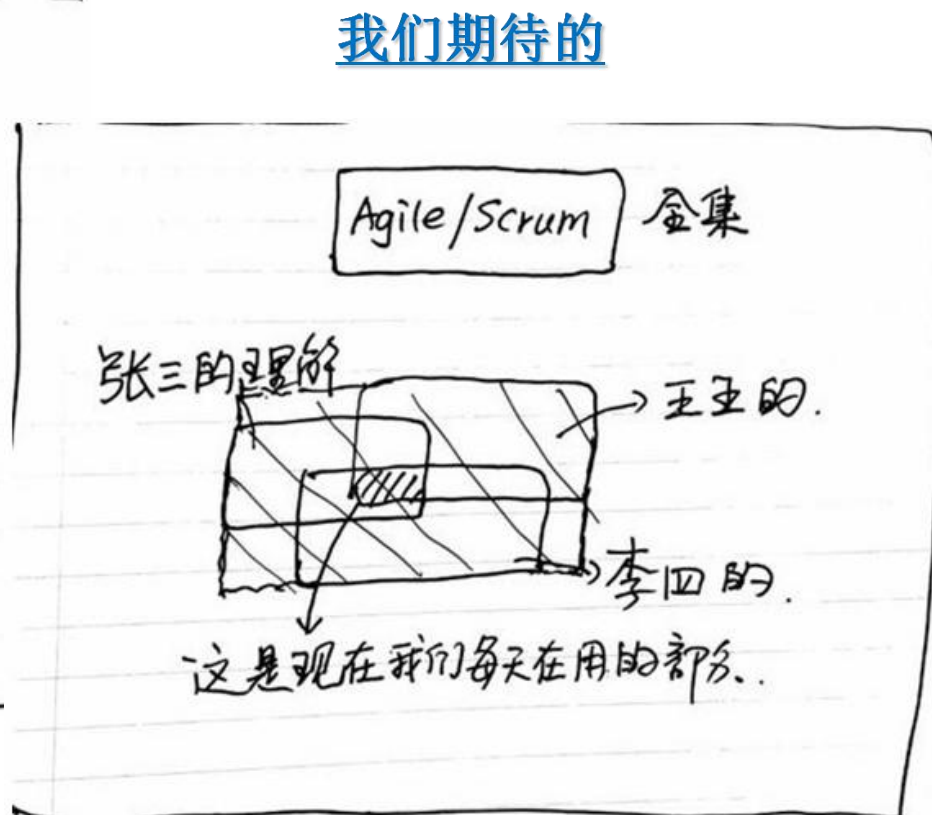 我们期待的
Agile/Scrum 全集
张三的理解
王五的.
李四的.
这是现在我们每天在用的部分..